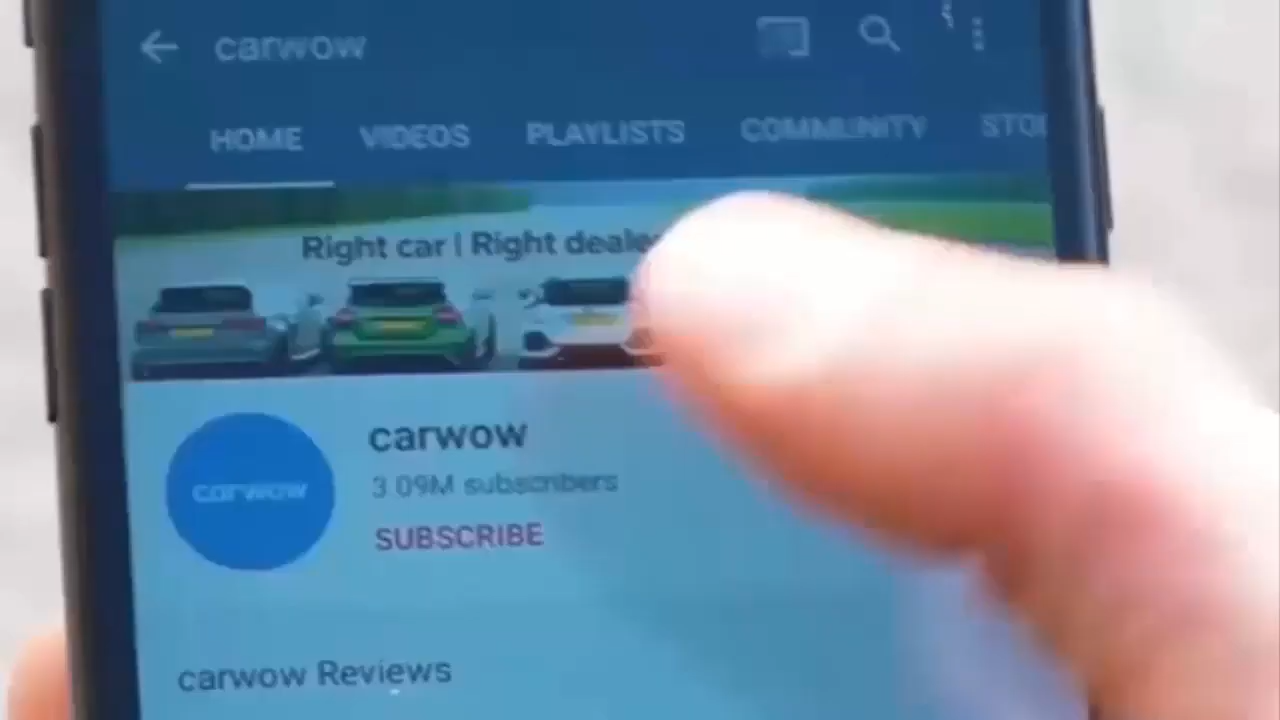 carwow
HOME VIDEOS PLAYLISTS COMMUNITY STO
Right car | Right deale
carwow
carwow
3.09M subscribers
SUBSCRIBE
carwow Reviews